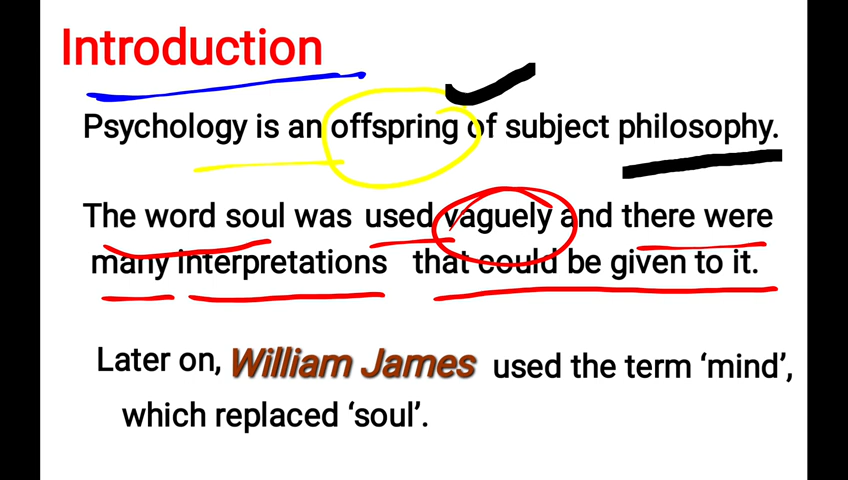 Introduction
Psychology is an offspring of subject philosophy.
The word soul was used vaguely and there were
many interpretations that could be given to it.
Later on, William James used the term ‘mind’,
which replaced ‘soul’.